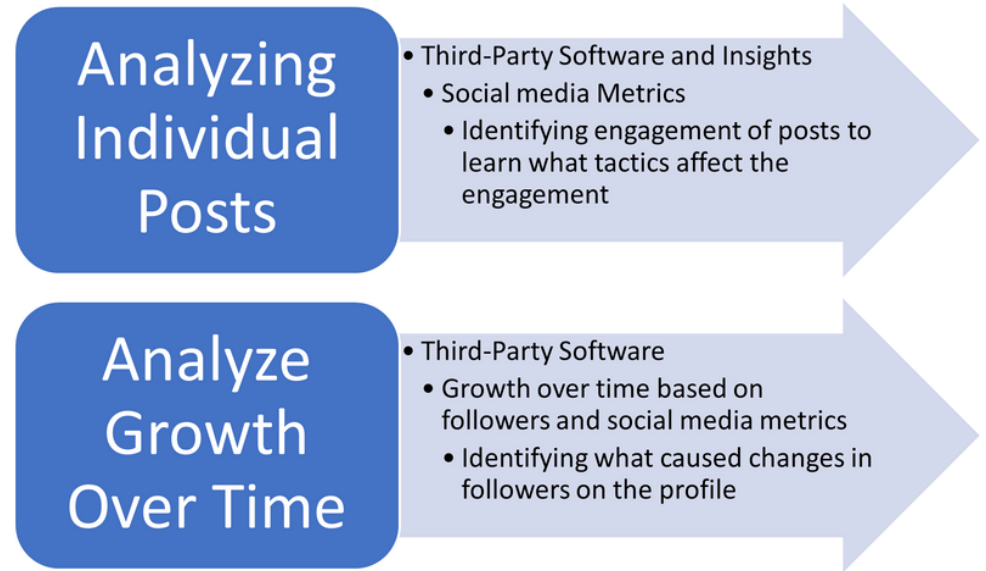 Analyzing
Individual
Posts
• Third-Party Software and Insights
• Social media Metrics
• Identifying engagement of posts to
learn what tactics affect the
engagement
Analyze
Growth
Over Time
• Third-Party Software
• Growth over time based on
followers and social media metrics
• Identifying what caused changes in
followers on the profile